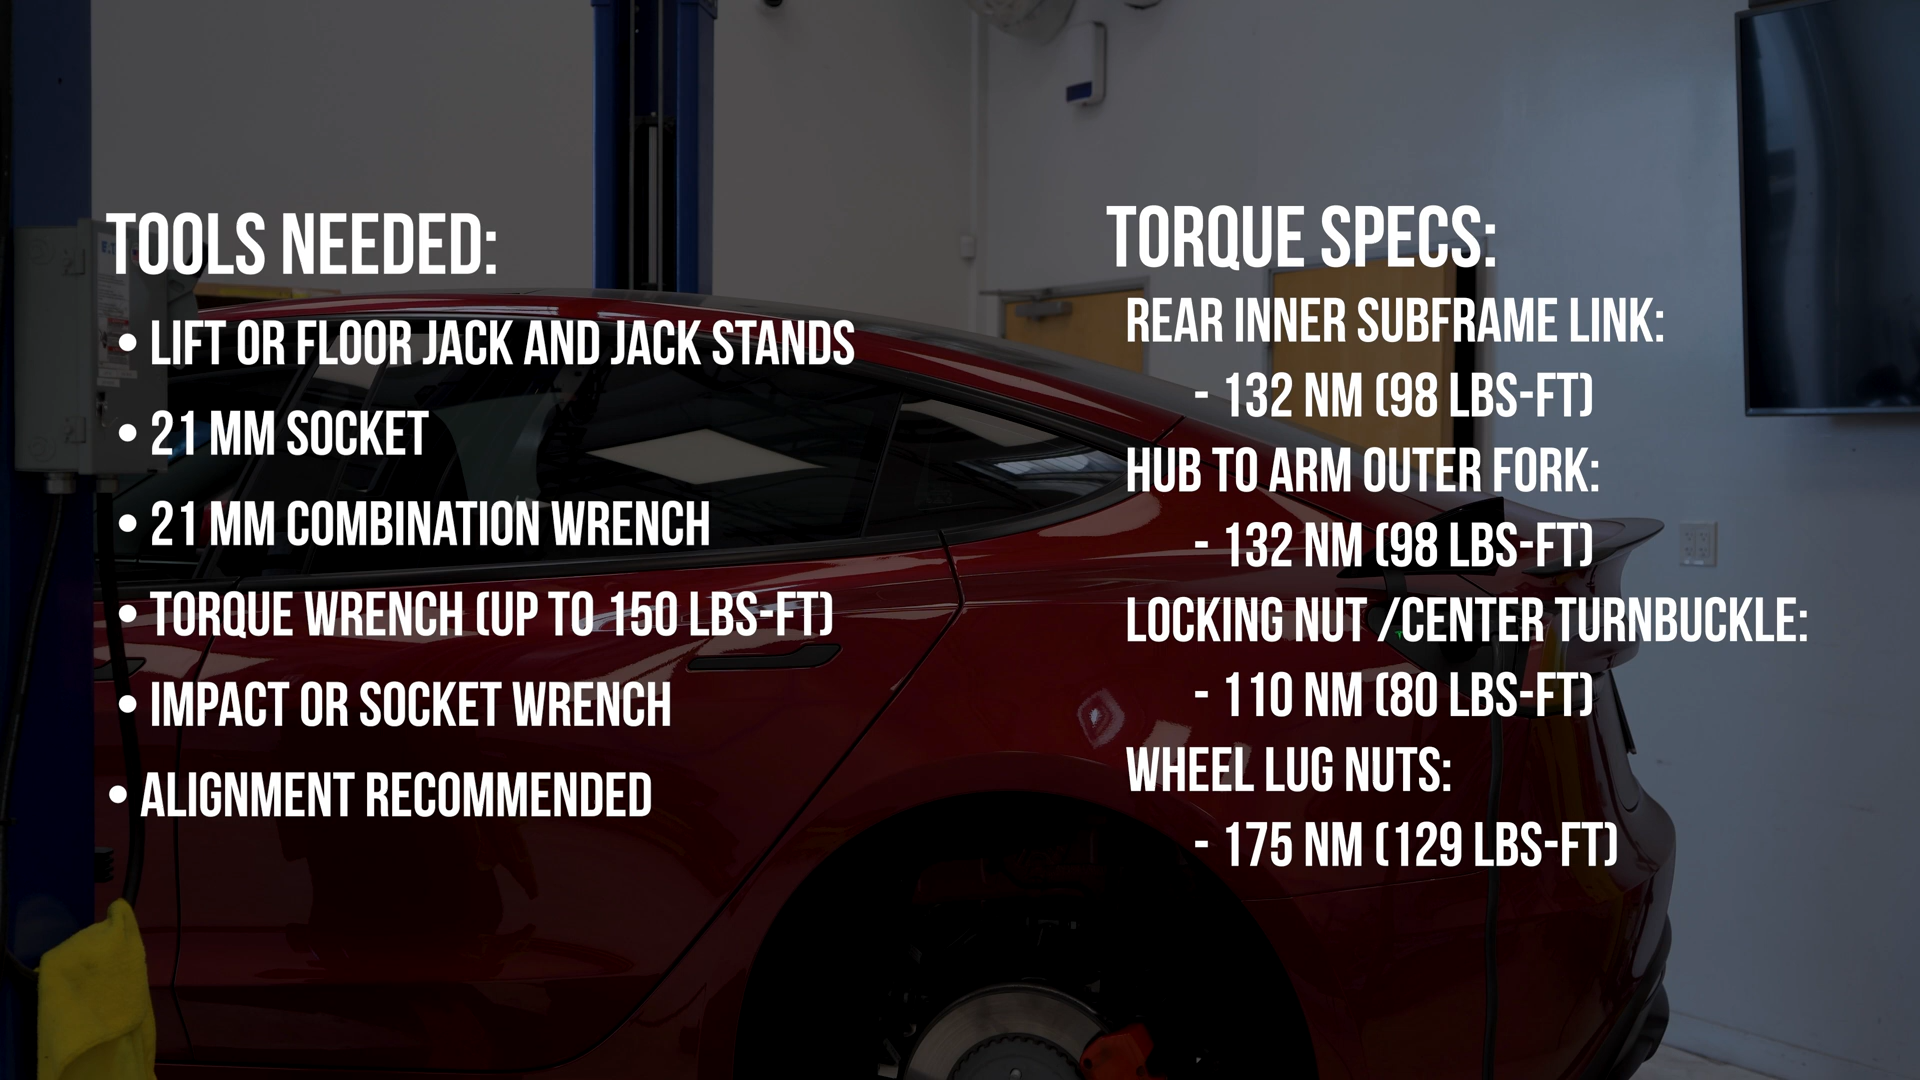 TOOLS NEEDED:
• LIFT OR FLOOR JACK AND JACK STANDS
• 21 MM SOCKET
• 21 MM COMBINATION WRENCH
• TORQUE WRENCH (UP TO 150 LBS-FT)
• IMPACT OR SOCKET WRENCH
• ALIGNMENT RECOMMENDED
TORQUE SPECS:
REAR INNER SUBFRAME LINK:
- 132 NM (98 LBS-FT)
HUB TO ARM OUTER FORK:
- 132 NM (98 LBS-FT)
LOCKING NUT /CENTER TURNBUCKLE:
- 110 NM (80 LBS-FT)
WHEEL LUG NUTS:
- 175 NM (129 LBS-FT)